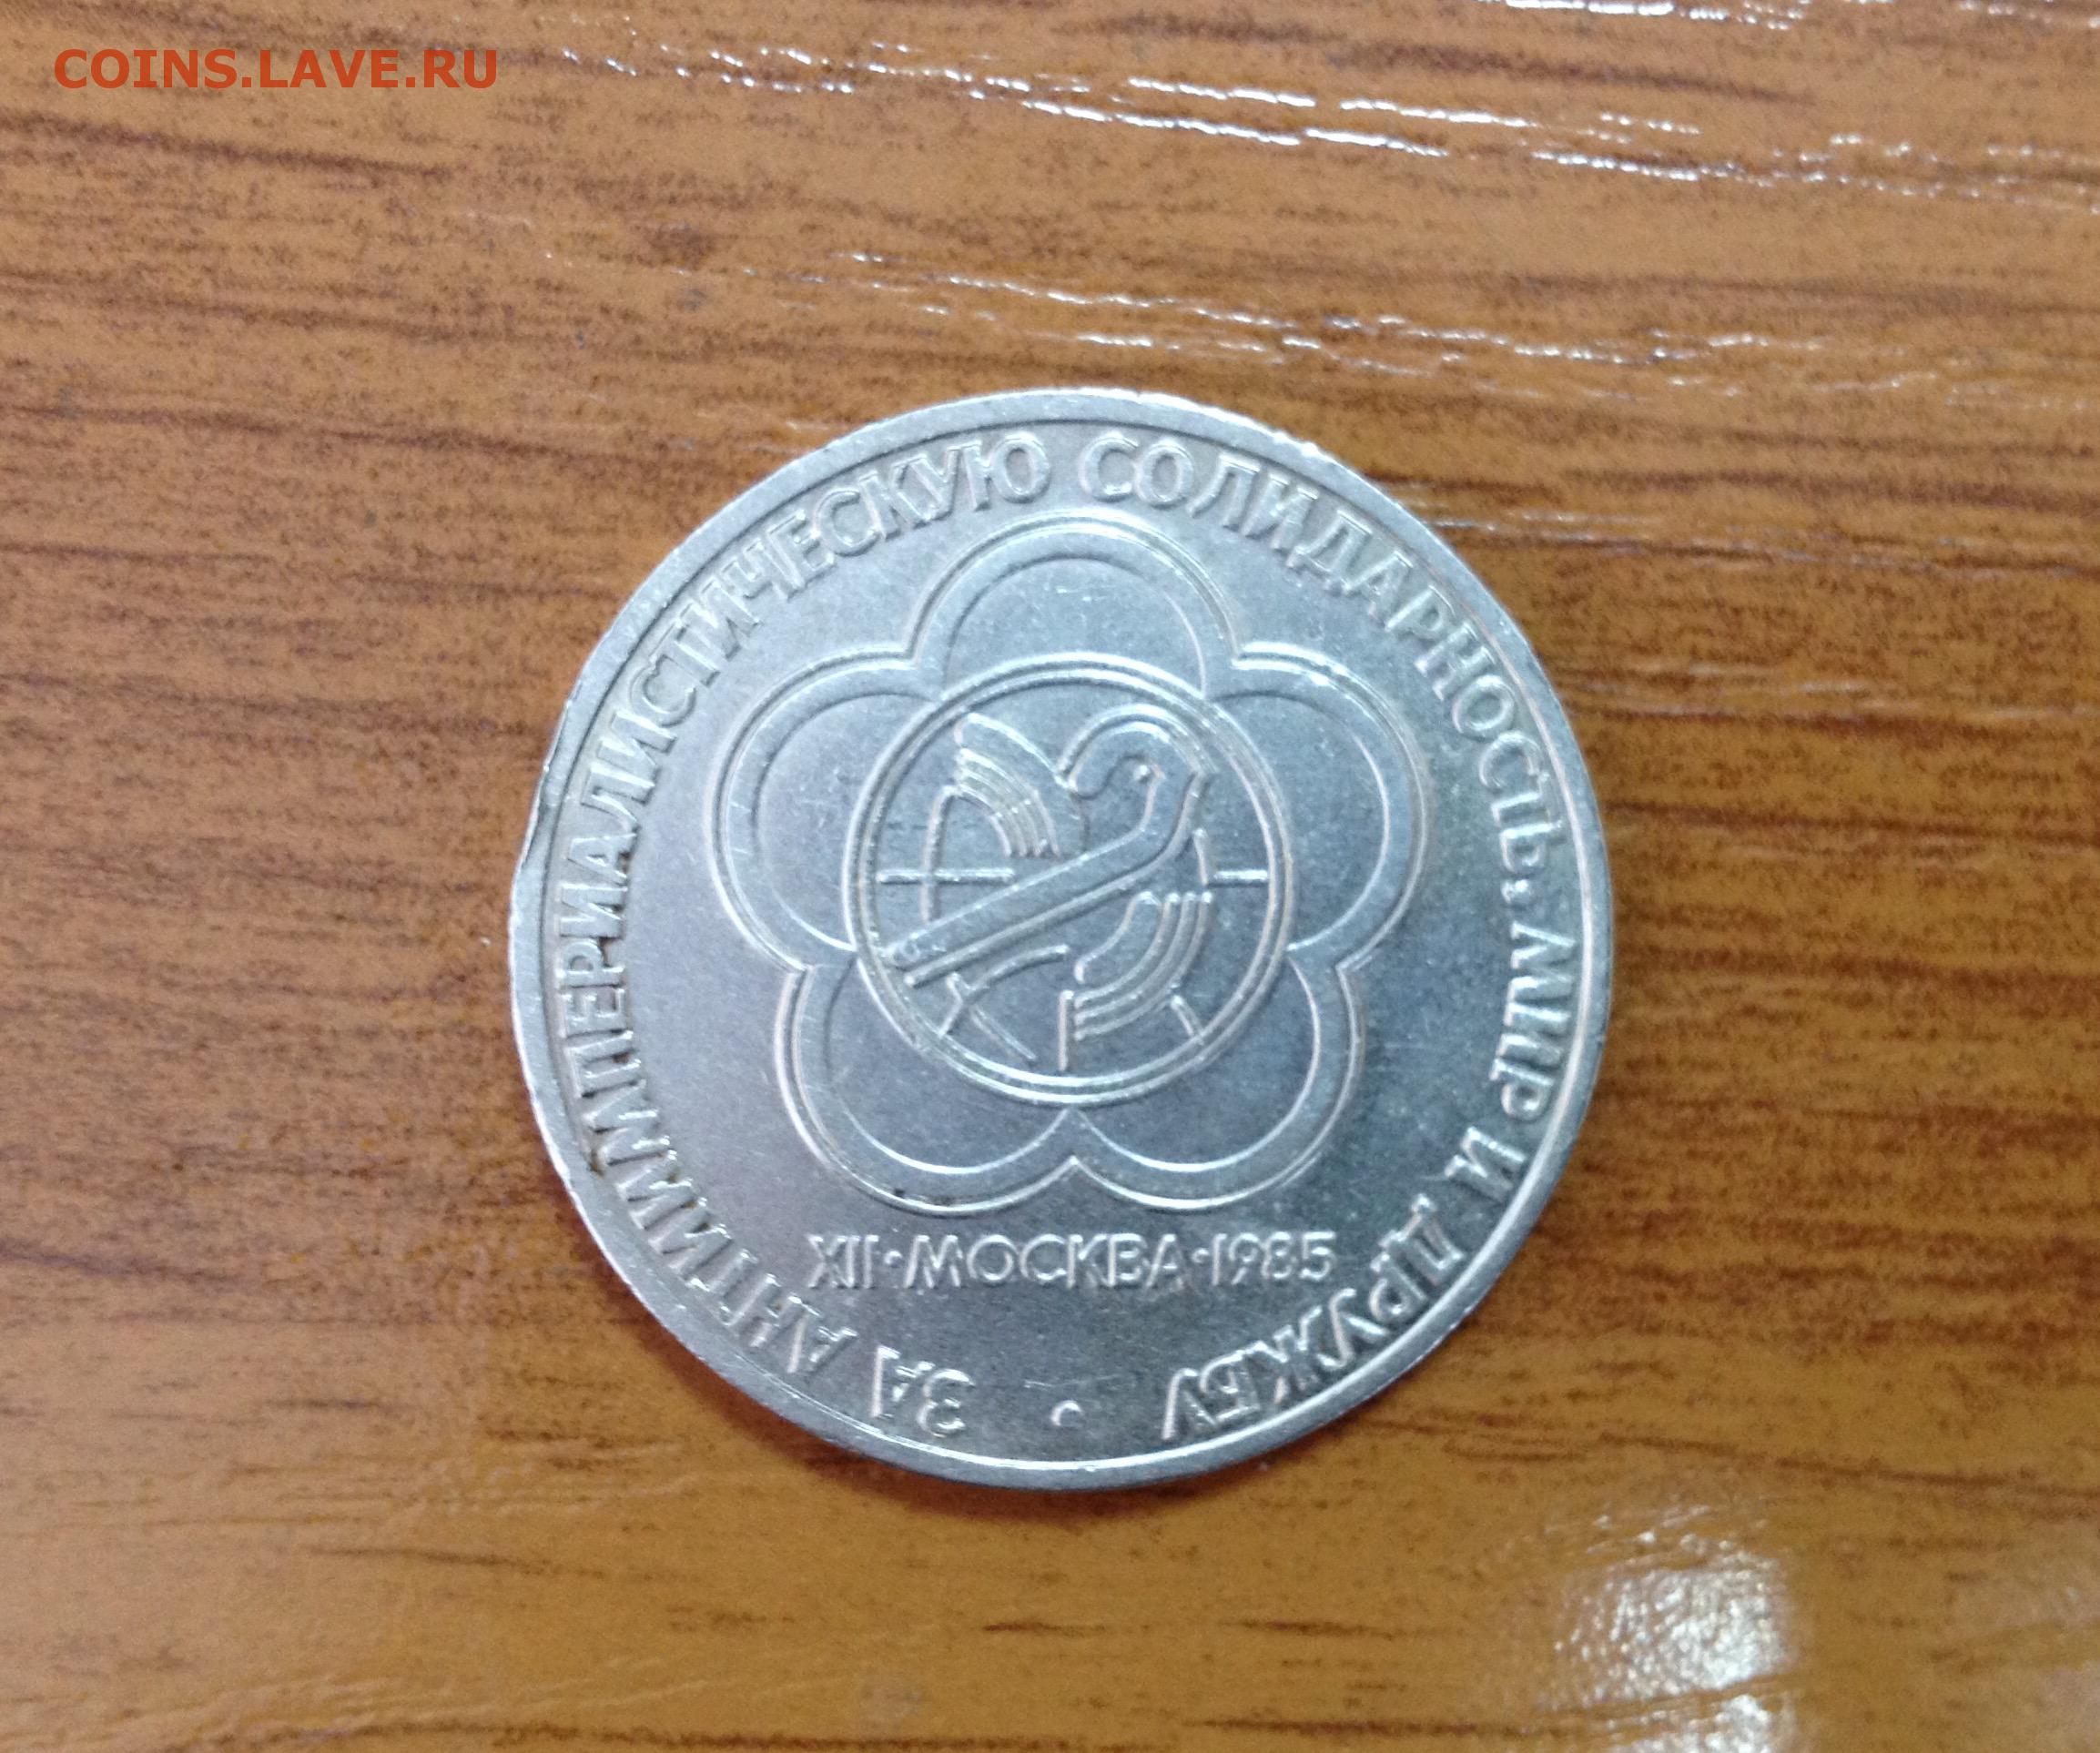 COINS.LAVE.RU
ЗА АНТИИМПЕРИАЛИСТИЧЕСКУЮ СОЛИДАРНОСТЬ, МИР И ДРУЖБУ ·
XII·МОСКВА·1985